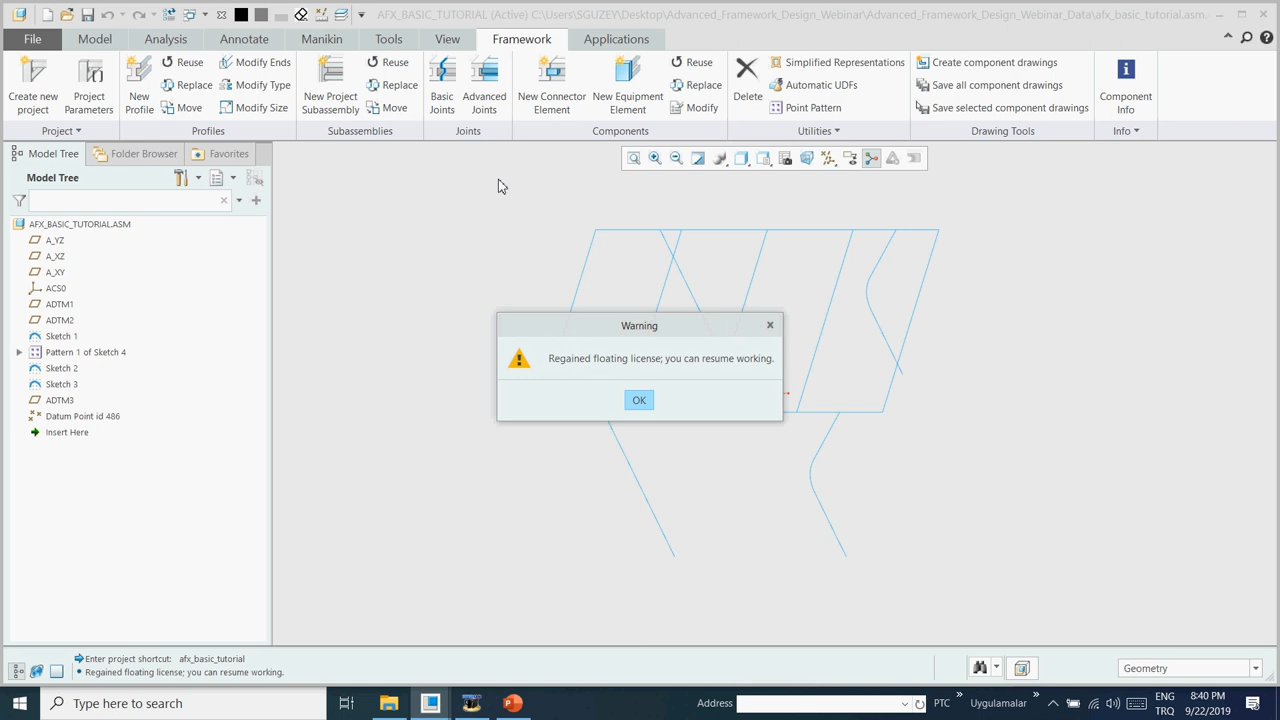 AFX_BASIC_TUTORIAL (Active) C:\Users\SGUZEY\Desktop\Advanced_Framework_Design_Webinar\Advanced_Framework_Design_Webinar_Data\afx_basic_tutorial.asm...
File
Model
Analysis
Annotate
Manikin
Tools
View
Framework
Applications
Create new project
Project Parameters
Project
New Profile
Reuse
Replace
Move
Modify Ends
Modify Type
Modify Size
Profiles
New Project Subassembly
Reuse
Replace
Move
Subassemblies
Basic Joints
Advanced Joints
Joints
New Connector Element
New Equipment Element
Reuse
Replace
Modify
Components
Delete
Simplified Representations
Automatic UDFs
Point Pattern
Utilities
Create component drawings
Save all component drawings
Save selected component drawings
Drawing Tools
Component Info
Info
Model Tree
Folder Browser
Favorites
Model Tree
AFX_BASIC_TUTORIAL.ASM
A_YZ
A_XZ
A_XY
ACS0
ADTM1
ADTM2
Sketch 1
Pattern 1 of Sketch 4
Sketch 2
Sketch 3
ADTM3
Datum Point id 486
Insert Here
Warning
Regained floating license; you can resume working.
OK
Enter project shortcut: afx_basic_tutorial
Regained floating license; you can resume working.
Geometry
Type here to search
Address
PTC
Uygulamalar
ENG
TRQ
8:40 PM
9/22/2019